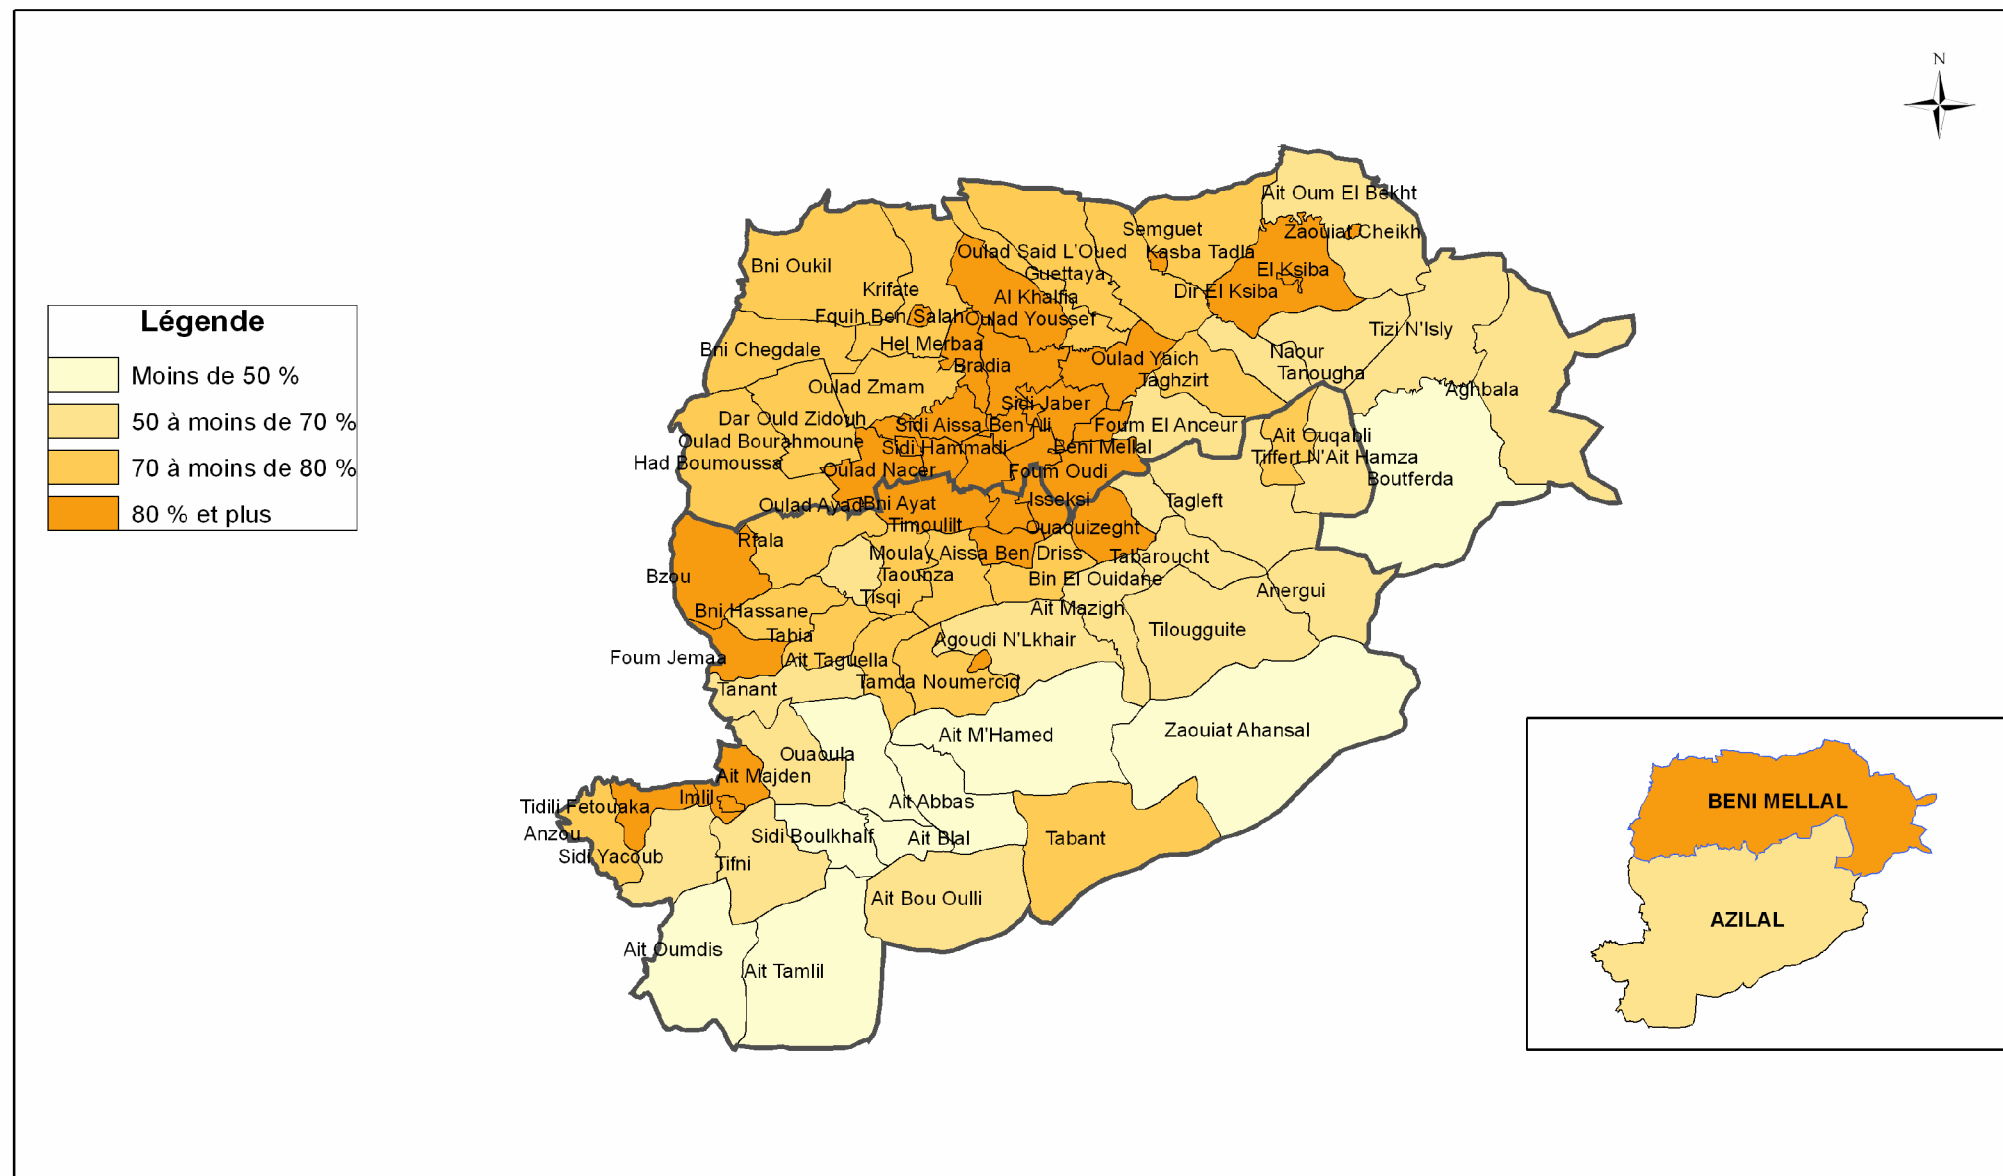 N
Légende
Moins de 50 %
50 à moins de 70 %
70 à moins de 80 %
80 % et plus
Ait Oum El Bekht
Semguet
Zaouiat Cheikh
Oulad Said L'Oued
Kasba Tadla
Bni Oukil
Guettaya
El Ksiba
Krifate
Al Khalfia
Dir El Ksiba
Fquih Ben Salah
Oulad Youssef
Tizi N'Isly
Bni Chegdale
Hel Merbaa
Naour
Bradia
Oulad Yaich
Tanougha
Oulad Zmam
Taghzirt
Aghbala
Sidi Jaber
Dar Ould Zidouh
Sidi Aissa Ben Ali
Foum El Anceur
Oulad Bourahmoune
Sidi Hammadi
Beni Mellal
Ait Ouqabli
Had Boumoussa
Oulad Nacer
Foum Oudi
Tiffert N'Ait Hamza
Boutferda
Oulad Ayad
Bni Ayat
Isseksi
Tagleft
Timoulilt
Ouaouizeght
Rfala
Moulay Aissa Ben Driss
Tabaroucht
Bzou
Taounza
Bin El Ouidane
Anergui
Tisqi
Bni Hassane
Ait Mazigh
Tabia
Agoudi N'Lkhair
Tilougguite
Foum Jemaa
Ait Taguella
Tanant
Tamda Noumercid
Ait M'Hamed
Zaouiat Ahansal
Ouaoula
Ait Majden
Imlil
Ait Abbas
Tidili Fetouaka
Anzou
Sidi Boulkhalf
Ait Blal
Tabant
Sidi Yacoub
Tifni
Ait Bou Oulli
Ait Oumdis
Ait Tamlil
BENI MELLAL
AZILAL